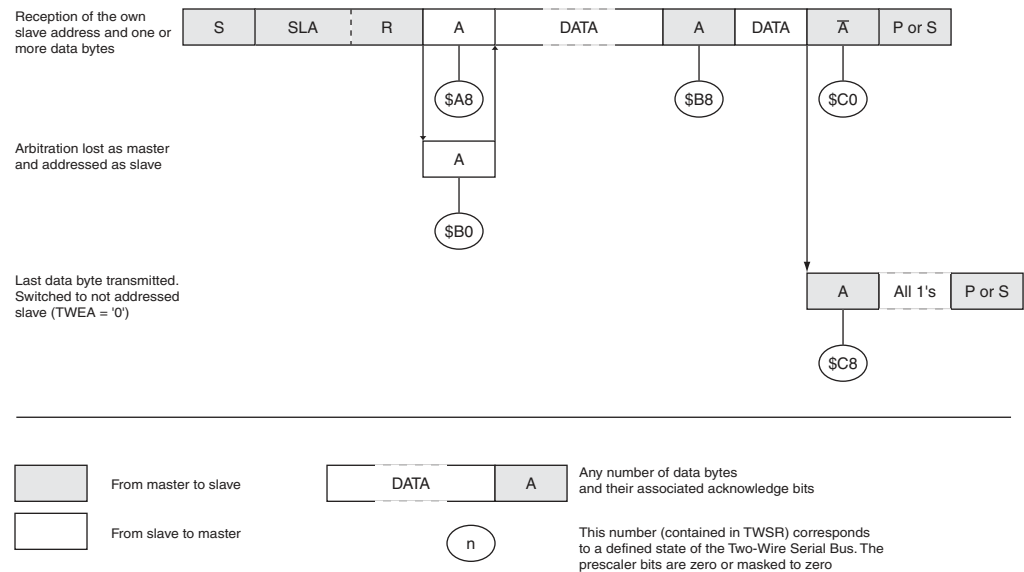 Reception of the own
slave address and one or
more data bytes
S SLA R A DATA A DATA A̅ P or S
$A8 $B8 $C0
Arbitration lost as master
and addressed as slave
A
$B0
Last data byte transmitted.
Switched to not addressed
slave (TWEA = '0')
A All 1's P or S
$C8
From master to slave
DATA A
Any number of data bytes
and their associated acknowledge bits
From slave to master
n
This number (contained in TWSR) corresponds
to a defined state of the Two-Wire Serial Bus. The
prescaler bits are zero or masked to zero